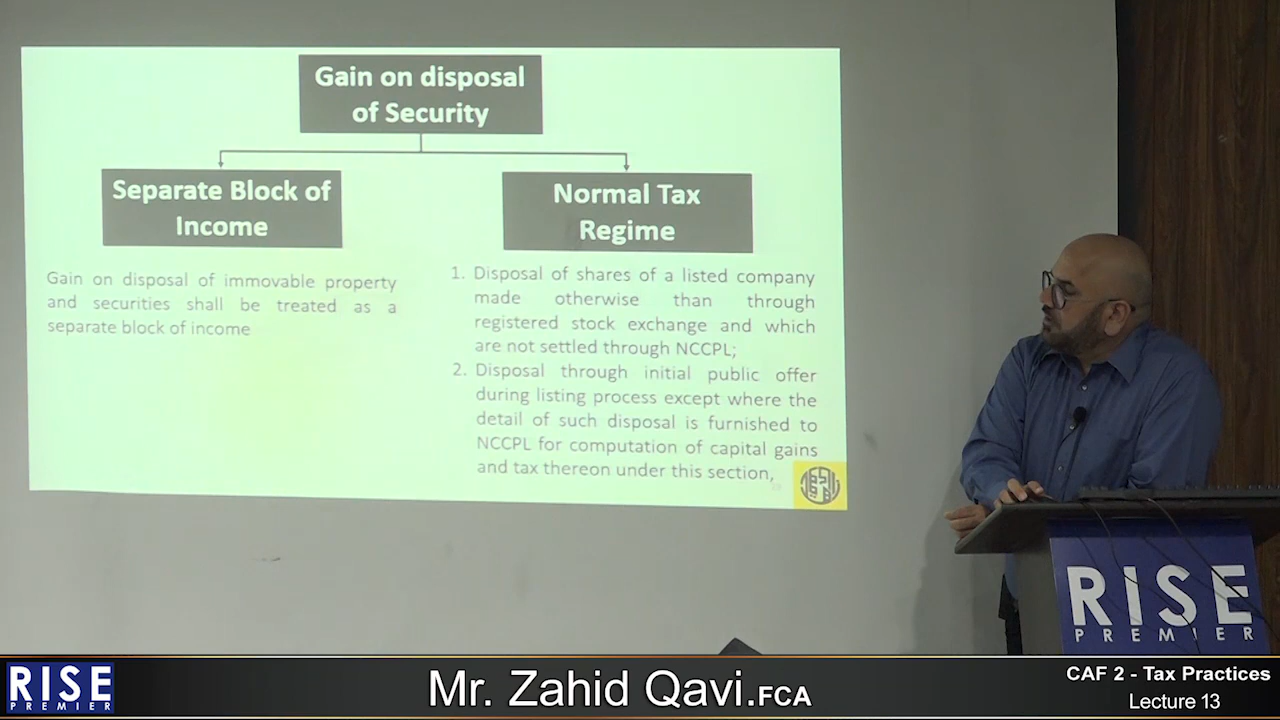 Gain on disposal
of Security
Separate Block of
Income
Normal Tax
Regime
Gain on disposal of immovable property
and securities shall be treated as a
separate block of income
1. Disposal of shares of a listed company
made otherwise than through
registered stock exchange and which
are not settled through NCCPL;
2. Disposal through initial public offer
during listing process except where the
detail of such disposal is furnished to
NCCPL for computation of capital gains
and tax thereon under this section,
RISE
PREMIER
RISE
PREMIER
Mr. Zahid Qavi.FCA
CAF 2 - Tax Practices
Lecture 13